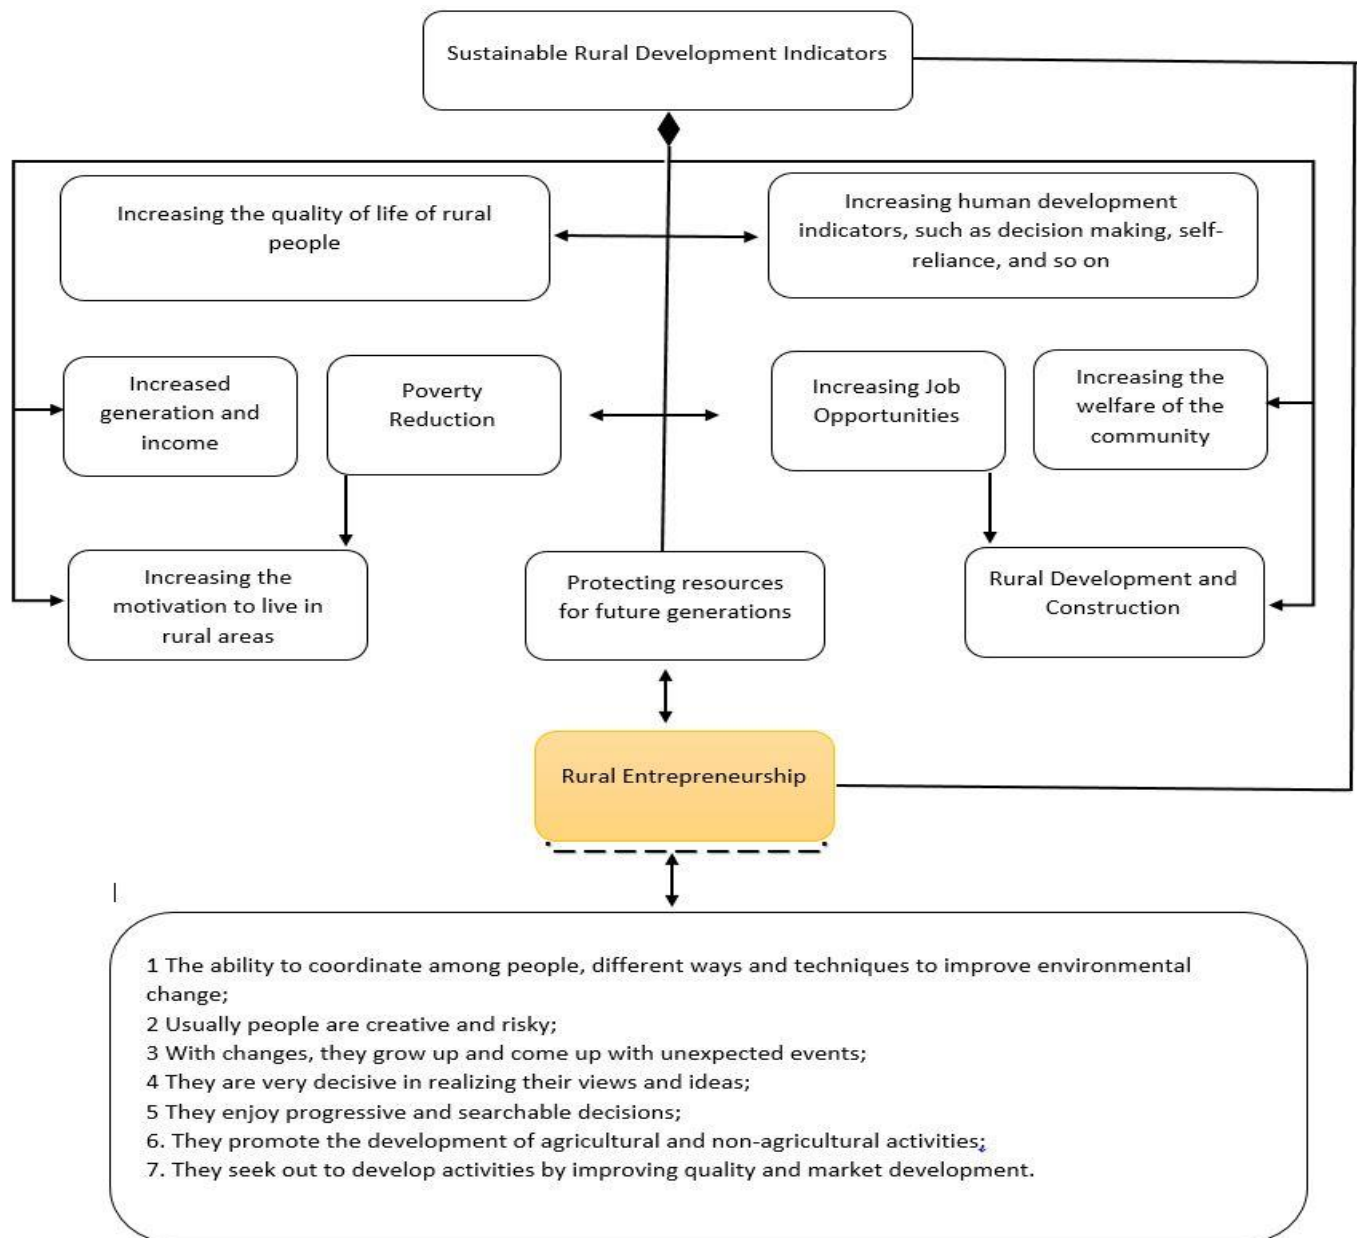 Sustainable Rural Development Indicators
Increasing the quality of life of rural
people
Increasing human development
indicators, such as decision making, self-
reliance, and so on
Increased
generation and
income
Poverty
Reduction
Increasing Job
Opportunities
Increasing the
welfare of the
community
Increasing the
motivation to live in
rural areas
Protecting resources
for future generations
Rural Development and
Construction
Rural Entrepreneurship
1 The ability to coordinate among people, different ways and techniques to improve environmental
change;
2 Usually people are creative and risky;
3 With changes, they grow up and come up with unexpected events;
4 They are very decisive in realizing their views and ideas;
5 They enjoy progressive and searchable decisions;
6. They promote the development of agricultural and non-agricultural activities;
7. They seek out to develop activities by improving quality and market development.